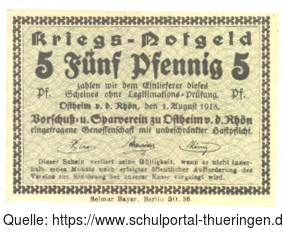 Kriegs-Notgeld
5 Fünf Pfennig 5
Pf. zahlen wir dem Einlieferer dieses Pf.
Scheines ohne Legitimations-Prüfung.
Ostheim v. d. Rhön, den 1. August 1918.
Vorschuß- u. Sparverein zu Ostheim v. d. Rhön
eingetragene Genossenschaft mit unbeschränkter Haftpflicht.
Dieser Schein verliert seine Gültigkeit, wenn er nicht inner-
halb eines Monats nach erfolgter öffentlicher Aufforderung des
Vereins zur Einlösung bei unserer Kasse vorgelegt wird.
Selmar Bayer, Berlin SO. 36.
Quelle: https://www.schulportal-thueringen.d